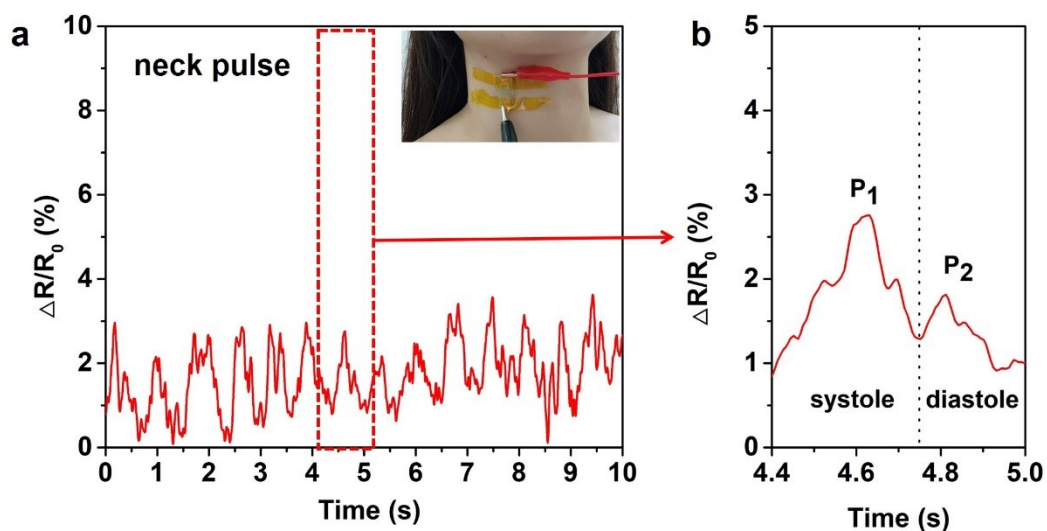 a
neck pulse
△R/R₀ (%)
10
8
6
4
2
0
0 1 2 3 4 5 6 7 8 9 10
Time (s)
b
△R/R₀ (%)
5
4
3
2
1
0
P₁
P₂
systole diastole
4.4 4.6 4.8 5.0
Time (s)